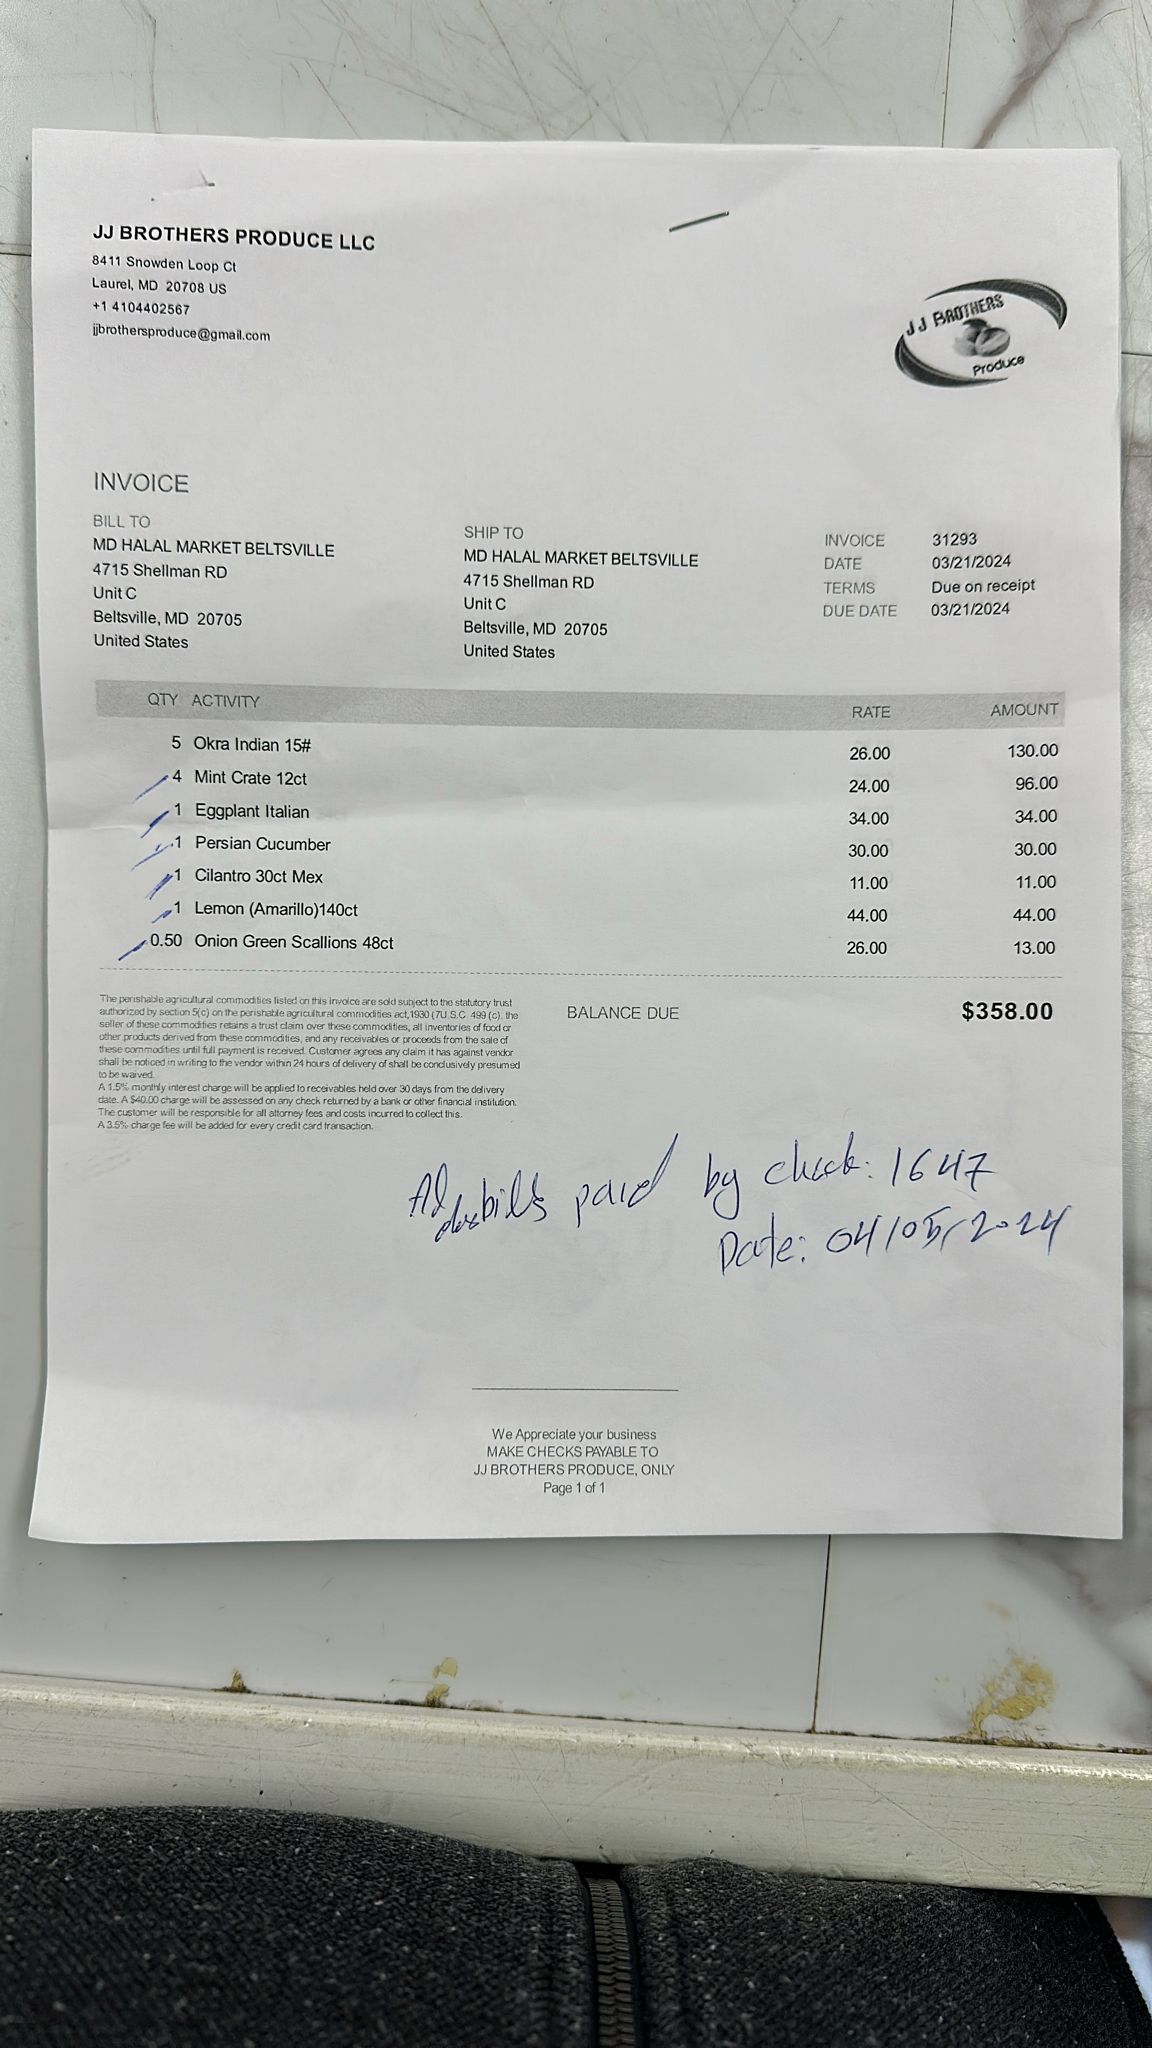 JJ BROTHERS PRODUCE LLC
8411 Snowden Loop Ct
Laurel, MD 20708 US
+1 4104402567
jjbrothersproduce@gmail.com
JJ BROTHERS
Produce
INVOICE
BILL TO
MD HALAL MARKET BELTSVILLE
4715 Shellman RD
Unit C
Beltsville, MD 20705
United States
SHIP TO
MD HALAL MARKET BELTSVILLE
4715 Shellman RD
Unit C
Beltsville, MD 20705
United States
INVOICE 31293
DATE 03/21/2024
TERMS Due on receipt
DUE DATE 03/21/2024
QTY ACTIVITY RATE AMOUNT
5 Okra Indian 15# 26.00 130.00
4 Mint Crate 12ct 24.00 96.00
1 Eggplant Italian 34.00 34.00
1 Persian Cucumber 30.00 30.00
1 Cilantro 30ct Mex 11.00 11.00
1 Lemon (Amarillo)140ct 44.00 44.00
0.50 Onion Green Scallions 48ct 26.00 13.00
The perishable agricultural commodities listed on this invoice are sold subject to the statutory trust
authorized by section 5(c) on the perishable agricultural commodities act,1930 (7U.S.C. 499 (c). the
seller of these commodities retains a trust claim over these commodities, all inventories of food or
other products derived from these commodities, and any receivables or proceeds from the sale of
these commodities until full payment is received. Customer agrees any claim it has against vendor
shall be noticed in writing to the vendor within 24 hours of delivery of shall be conclusively presumed
to be waived.
A 1.5% monthly interest charge will be applied to receivables held over 30 days from the delivery
date. A $40.00 charge will be assessed on any check returned by a bank or other financial institution.
The customer will be responsible for all attorney fees and costs incurred to collect this.
A 3.5% charge fee will be added for every credit card transaction.
BALANCE DUE $358.00
bills paid by check: 1647
Date: 04/05/2024
We Appreciate your business
MAKE CHECKS PAYABLE TO
JJ BROTHERS PRODUCE, ONLY
Page 1 of 1